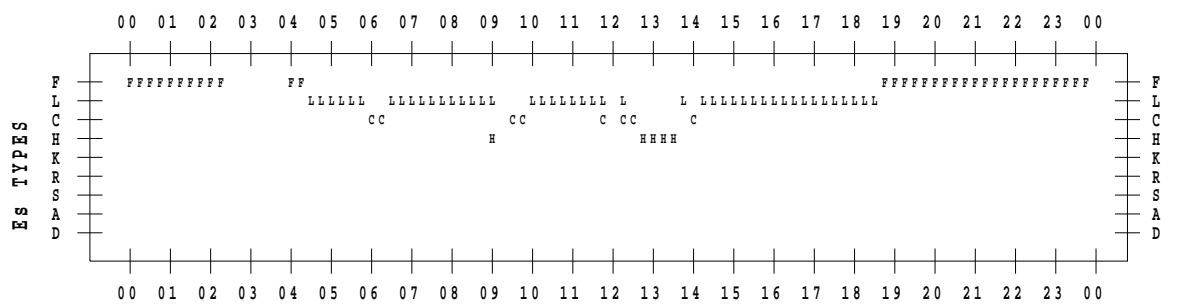 00 01 02 03 04 05 06 07 08 09 10 11 12 13 14 15 16 17 18 19 20 21 22 23 00
F FFFFFFFFFF FF FFFFFFFFFFFFFFFFFFFFF F
L LLLLLL LLLLLLLLLLL LLLLLLLL L L LLLLLLLLLLLLLLLLLL L
C CC CC C CC C C
H H HHHH H
K K
R R
S S
A A
D D
Es TYPES
00 01 02 03 04 05 06 07 08 09 10 11 12 13 14 15 16 17 18 19 20 21 22 23 00